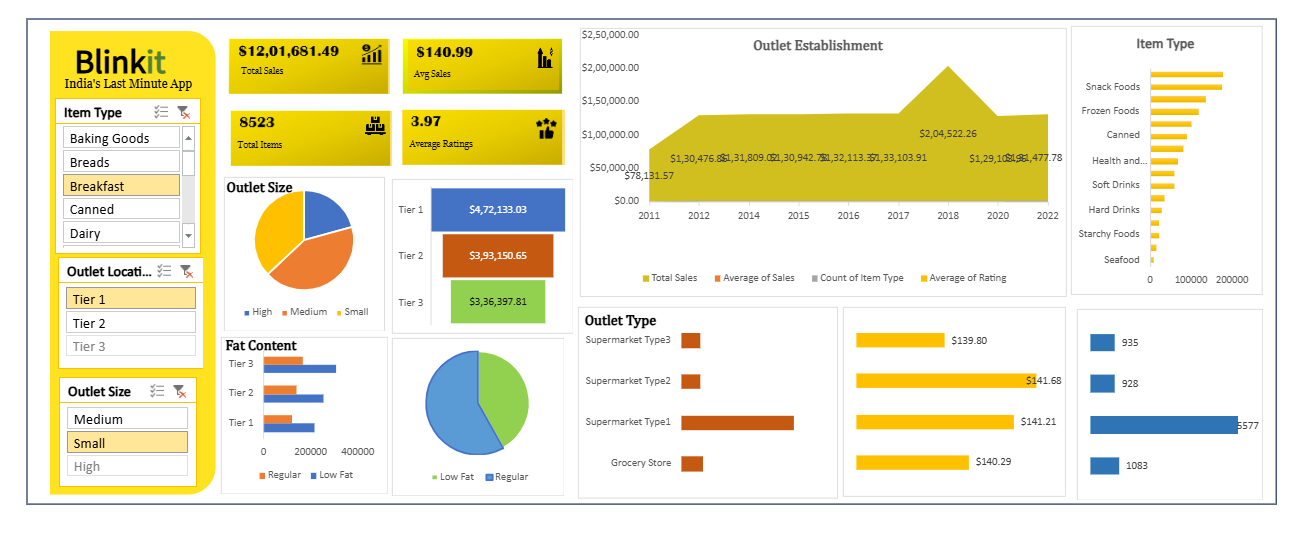 Blinkit
India's Last Minute App
Item Type
Baking Goods
Breads
Breakfast
Canned
Dairy
Outlet Locati...
Tier 1
Tier 2
Tier 3
Outlet Size
Medium
Small
High
$12,01,681.49
Total Sales
$140.99
Avg Sales
8523
Total Items
3.97
Average Ratings
Outlet Size
High Medium Small
Tier 1 $4,72,133.03
Tier 2 $3,93,150.65
Tier 3 $3,36,397.81
Fat Content
Tier 3
Tier 2
Tier 1
0 200000 400000
Regular Low Fat
Low Fat Regular
Outlet Establishment
$2,50,000.00
$2,00,000.00
$1,50,000.00
$1,00,000.00
$50,000.00
$0.00
$78,131.57
$1,30,476.86
$1,31,809.02
$1,30,942.78
$1,32,113.37
$1,33,103.91
$2,04,522.26
$1,31,477.78
2011 2012 2014 2015 2016 2017 2018 2020 2022
Total Sales Average of Sales Count of Item Type Average of Rating
Item Type
Snack Foods
Frozen Foods
Canned
Health and...
Soft Drinks
Hard Drinks
Starchy Foods
Seafood
0 100000 200000
Outlet Type
Supermarket Type3
Supermarket Type2
Supermarket Type1
Grocery Store
$139.80
$141.68
$141.21
$140.29
935
928
5577
1083